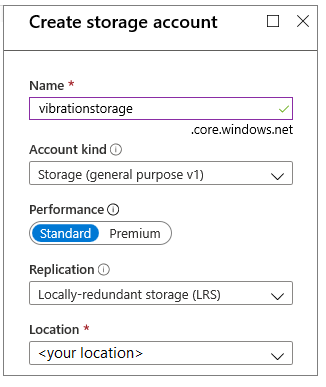 Create storage account
Name *
vibrationstorage
.core.windows.net
Account kind
Storage (general purpose v1)
Performance
Standard Premium
Replication
Locally-redundant storage (LRS)
Location *
<your location>